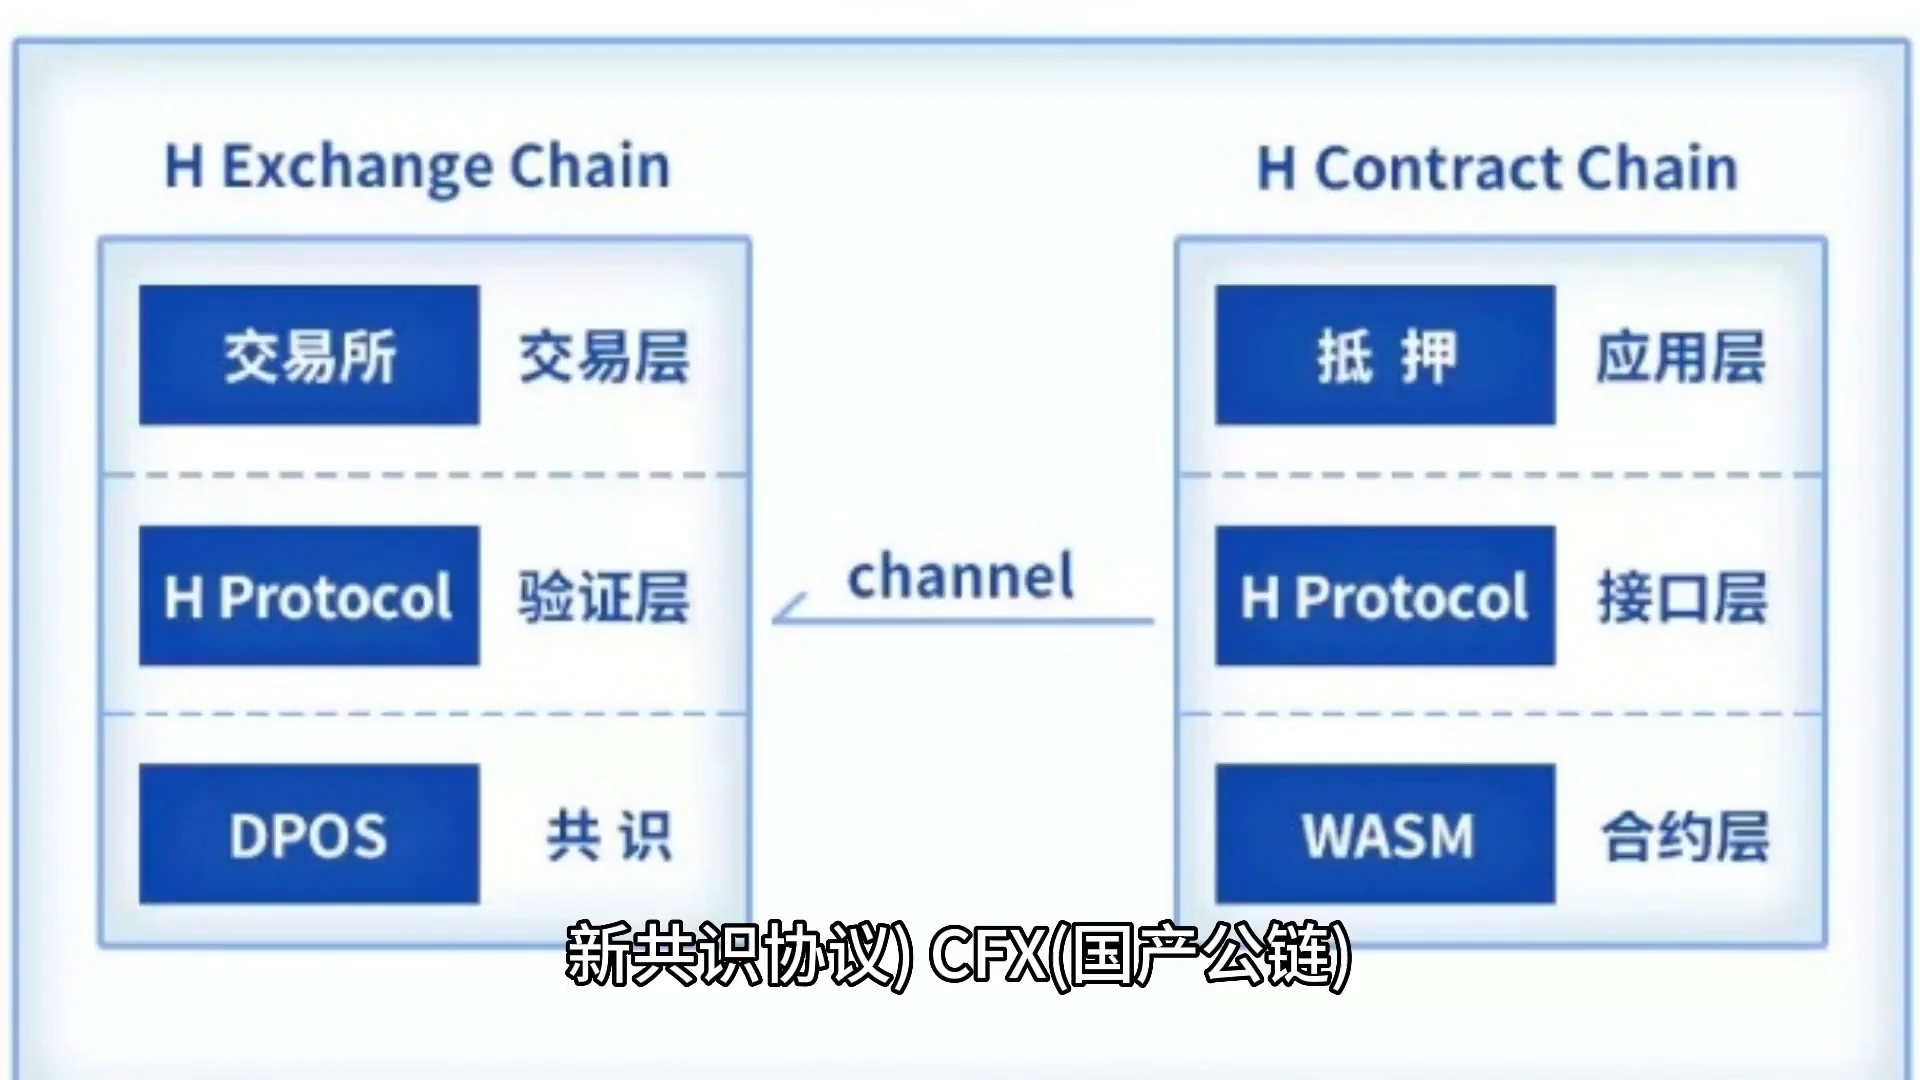 H Exchange Chain
H Contract Chain
交易所 交易层
抵 押 应用层
H Protocol 验证层
channel
H Protocol 接口层
DPOS 共 识
WASM 合约层
新共识协议) CFX(国产公链)